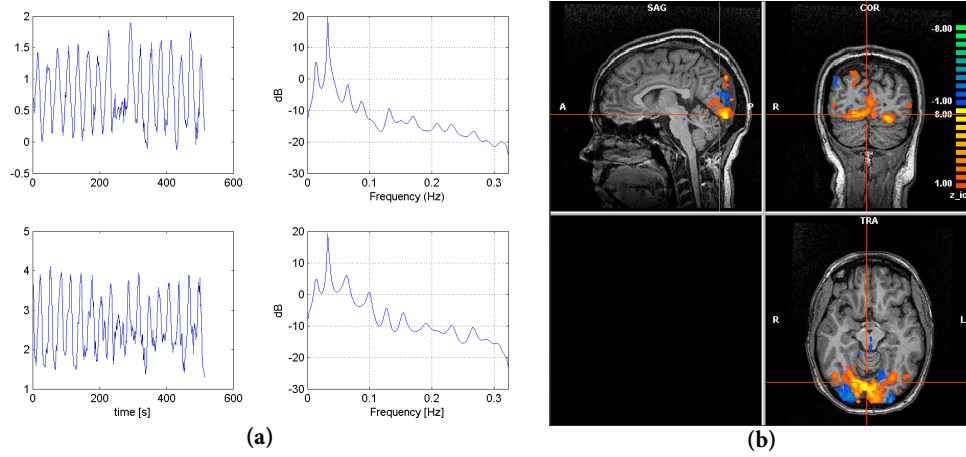 2
1.5
1
0.5
0
-0.5
0 200 400 600
20
10
dB
0
-10
-20
-30
0 0.1 0.2 0.3
Frequency (Hz)
5
4
3
2
1
0 200 400 600
time [s]
30
20
10
dB
0
-10
-20
-30
0 0.1 0.2 0.3
Frequency [Hz]
(a)
SAG
A P
COR
R
-8.00
-1.00
8.00
1.00
TRA
R L
(b)